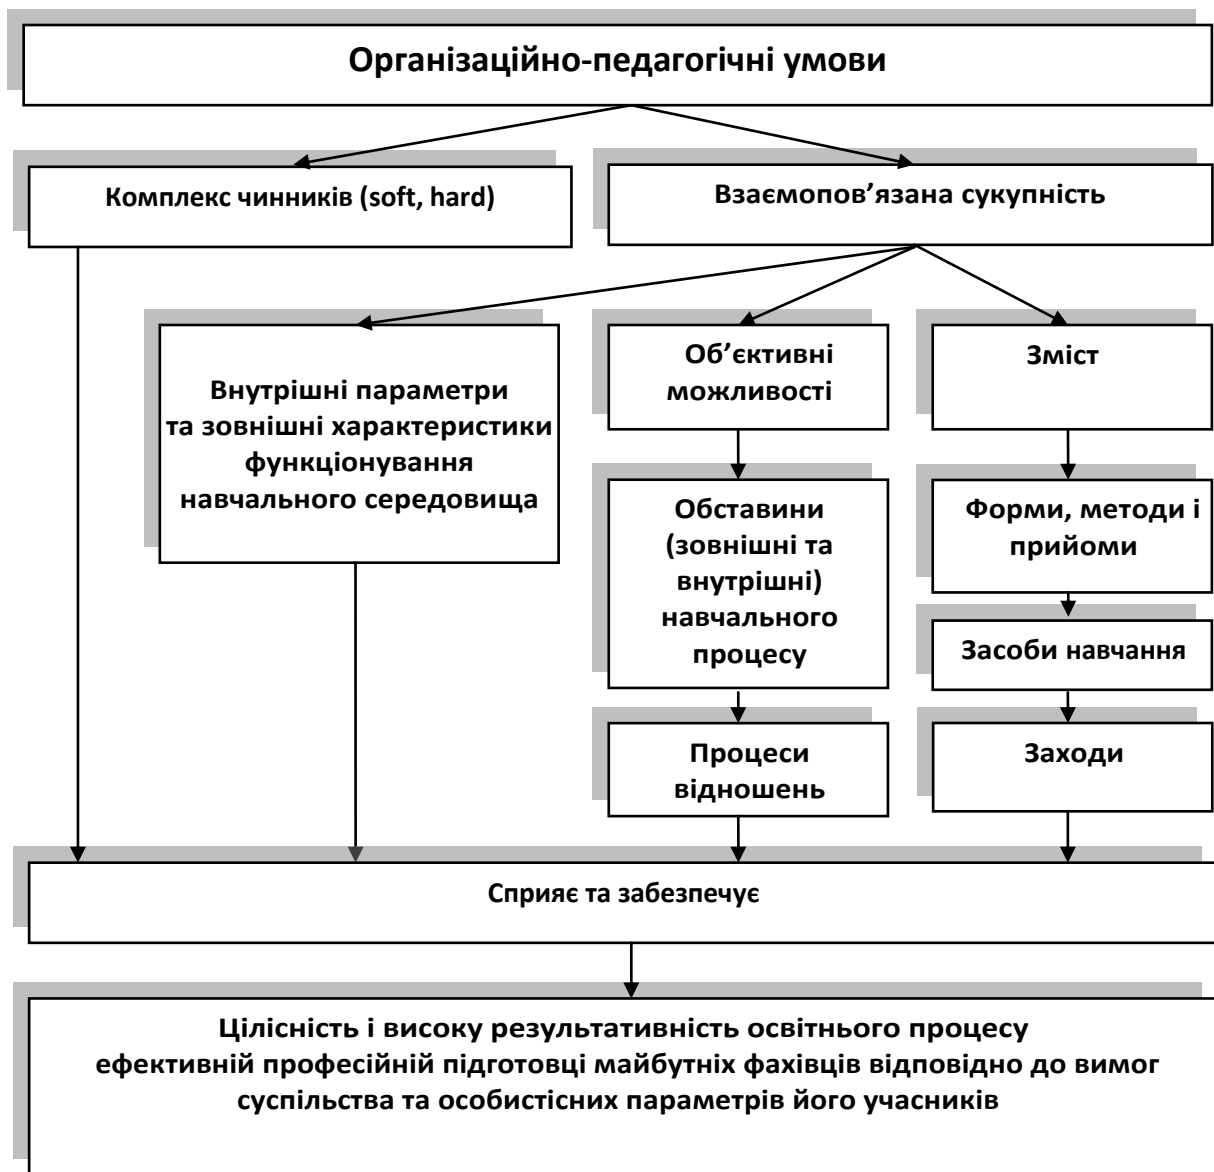 Організаційно-педагогічні умови
Комплекс чинників (soft, hard)
Взаємопов’язана сукупність
Внутрішні параметри
та зовнішні характеристики
функціонування
навчального середовища
Об’єктивні
можливості
Зміст
Обставини
(зовнішні та
внутрішні)
навчального
процесу
Форми, методи і
прийоми
Засоби навчання
Процеси
відношень
Заходи
Сприяє та забезпечує
Цілісність і високу результативність освітнього процесу
ефективній професійній підготовці майбутніх фахівців відповідно до вимог
суспільства та особистісних параметрів його учасників